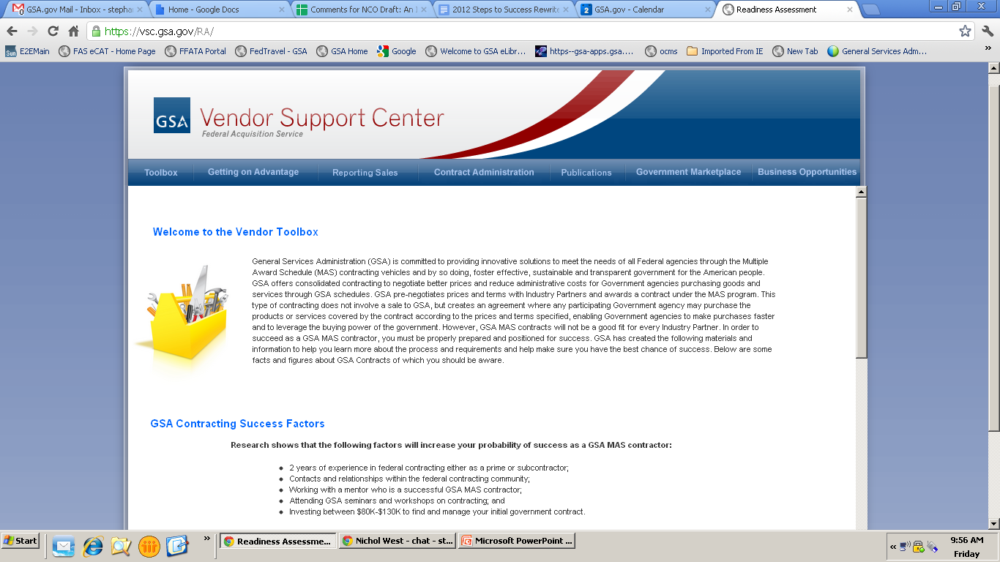 GSA.gov Mail - Inbox - stephan
Home - Google Docs
Comments for NCO Draft: An I
2012 Steps to Success Rewrite
2 GSA.gov - Calendar
Readiness Assessment
https://vsc.gsa.gov/RA/
Sun E2EMain
FAS eCAT - Home Page
FFATA Portal
FedTravel - GSA
GSA Home
Google
Welcome to GSA eLibr...
https--gsa-apps.gsa....
ocms
Imported From IE
New Tab
General Services Adm...
GSA Vendor Support Center
Federal Acquisition Service
Toolbox
Getting on Advantage
Reporting Sales
Contract Administration
Publications
Government Marketplace
Business Opportunities
Welcome to the Vendor Toolbox
General Services Administration (GSA) is committed to providing innovative solutions to meet the needs of all Federal agencies through the Multiple
Award Schedule (MAS) contracting vehicles and by so doing, foster effective, sustainable and transparent government for the American people.
GSA offers consolidated contracting to negotiate better prices and reduce administrative costs for Government agencies purchasing goods and
services through GSA schedules. GSA pre-negotiates prices and terms with Industry Partners and awards a contract under the MAS program. This
type of contracting does not involve a sale to GSA, but creates an agreement where any participating Government agency may purchase the
products or services covered by the contract according to the prices and terms specified, enabling Government agencies to make purchases faster
and to leverage the buying power of the government. However, GSA MAS contracts will not be a good fit for every Industry Partner. In order to
succeed as a GSA MAS contractor, you must be properly prepared and positioned for success. GSA has created the following materials and
information to help you learn more about the process and requirements and help make sure you have the best chance of success. Below are some
facts and figures about GSA Contracts of which you should be aware.
GSA Contracting Success Factors
Research shows that the following factors will increase your probability of success as a GSA MAS contractor:
• 2 years of experience in federal contracting either as a prime or subcontractor;
• Contacts and relationships within the federal contracting community;
• Working with a mentor who is a successful GSA MAS contractor;
• Attending GSA seminars and workshops on contracting; and
• Investing between $80K-$130K to find and manage your initial government contract.
Start
Readiness Assessme...
Nichol West - chat - st...
Microsoft PowerPoint ...
9:56 AM
Friday